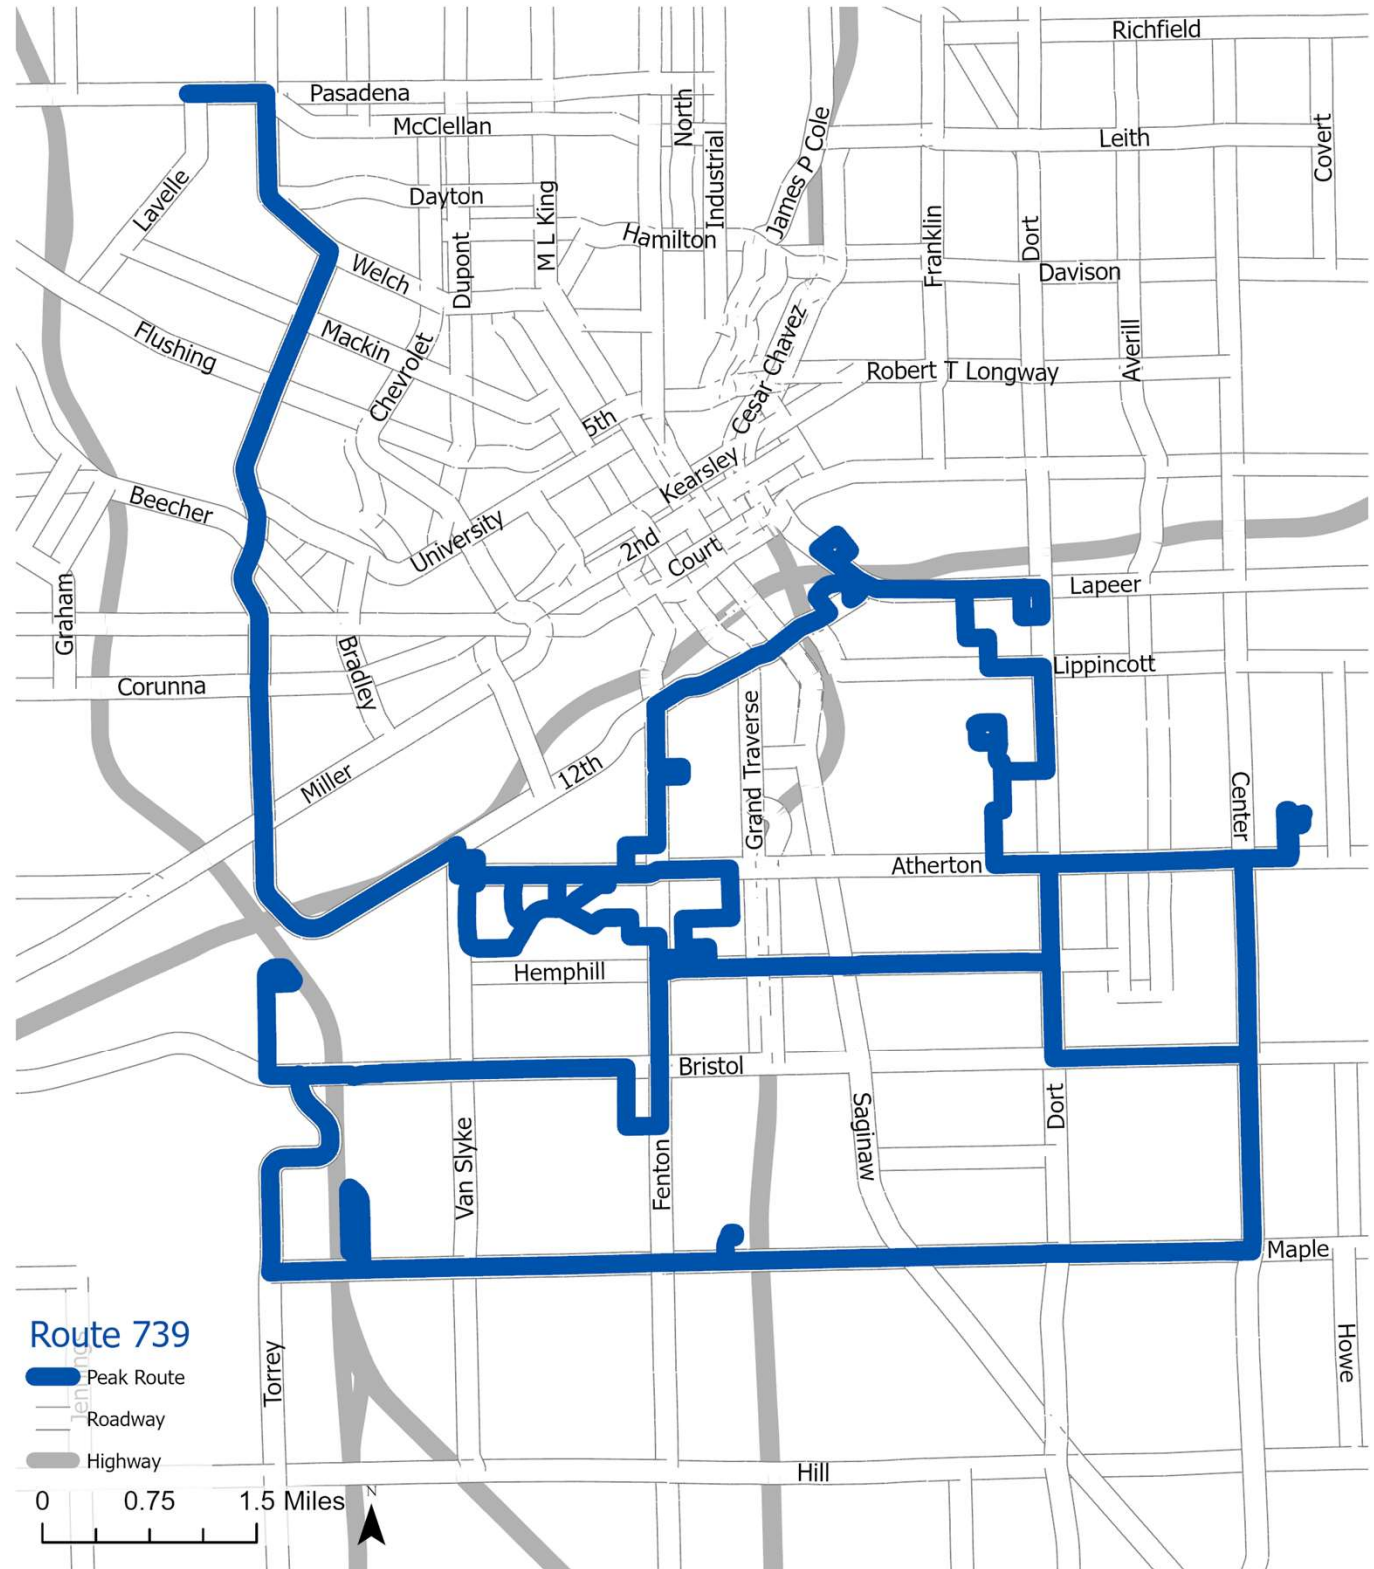 Richfield
Pasadena
McClellan
North
Industrial
James P Cole
Leith
Covert
Lavelle
Dayton
M L King
Hamilton
Franklin
Dort
Davison
Welch
Dupont
Flushing
Mackin
Chevrolet
Cesar Chavez
Averill
Robert T Longway
5th
Kearsley
Beecher
University
2nd
Court
Graham
Lapeer
Bradley
Corunna
Lippincott
Miller
12th
Grand Traverse
Center
Atherton
Hemphill
Bristol
Van Slyke
Fenton
Saginaw
Dort
Maple
Torrey
Howe
Jennings
Route 739
Peak Route
Roadway
Highway
Hill
0 0.75 1.5 Miles
N